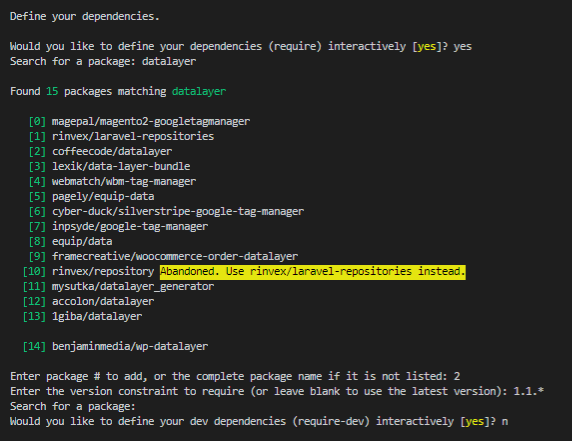 Define your dependencies.
Would you like to define your dependencies (require) interactively [yes]? yes
Search for a package: datalayer
Found 15 packages matching datalayer
[0] magepal/magento2-googletagmanager
[1] rinvex/laravel-repositories
[2] coffeecode/datalayer
[3] lexik/data-layer-bundle
[4] webmatch/wbm-tag-manager
[5] pagely/equip-data
[6] cyber-duck/silverstripe-google-tag-manager
[7] inpsyde/google-tag-manager
[8] equip/data
[9] framecreative/woocommerce-order-datalayer
[10] rinvex/repository Abandoned. Use rinvex/laravel-repositories instead.
[11] mysutka/datalayer_generator
[12] accolon/datalayer
[13] 1giba/datalayer
[14] benjaminmedia/wp-datalayer
Enter package # to add, or the complete package name if it is not listed: 2
Enter the version constraint to require (or leave blank to use the latest version): 1.1.*
Search for a package:
Would you like to define your dev dependencies (require-dev) interactively [yes]? n